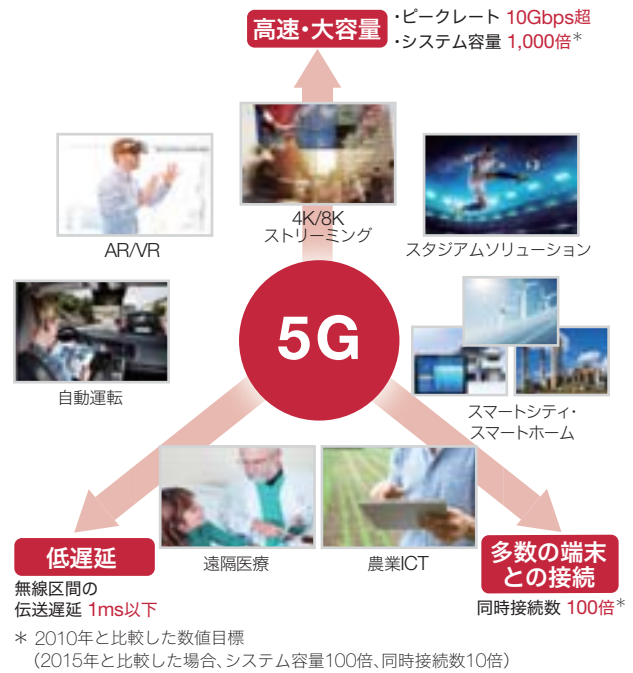 高速・大容量
・ピークレート 10Gbps超
・システム容量 1,000倍＊
AR/VR
4K/8K
ストリーミング
スタジアムソリューション
5G
自動運転
スマートシティ・
スマートホーム
遠隔医療
農業ICT
低遅延
無線区間の
伝送遅延 1ms以下
多数の端末
との接続
同時接続数 100倍＊
＊ 2010年と比較した数値目標
（2015年と比較した場合、システム容量100倍、同時接続数10倍）